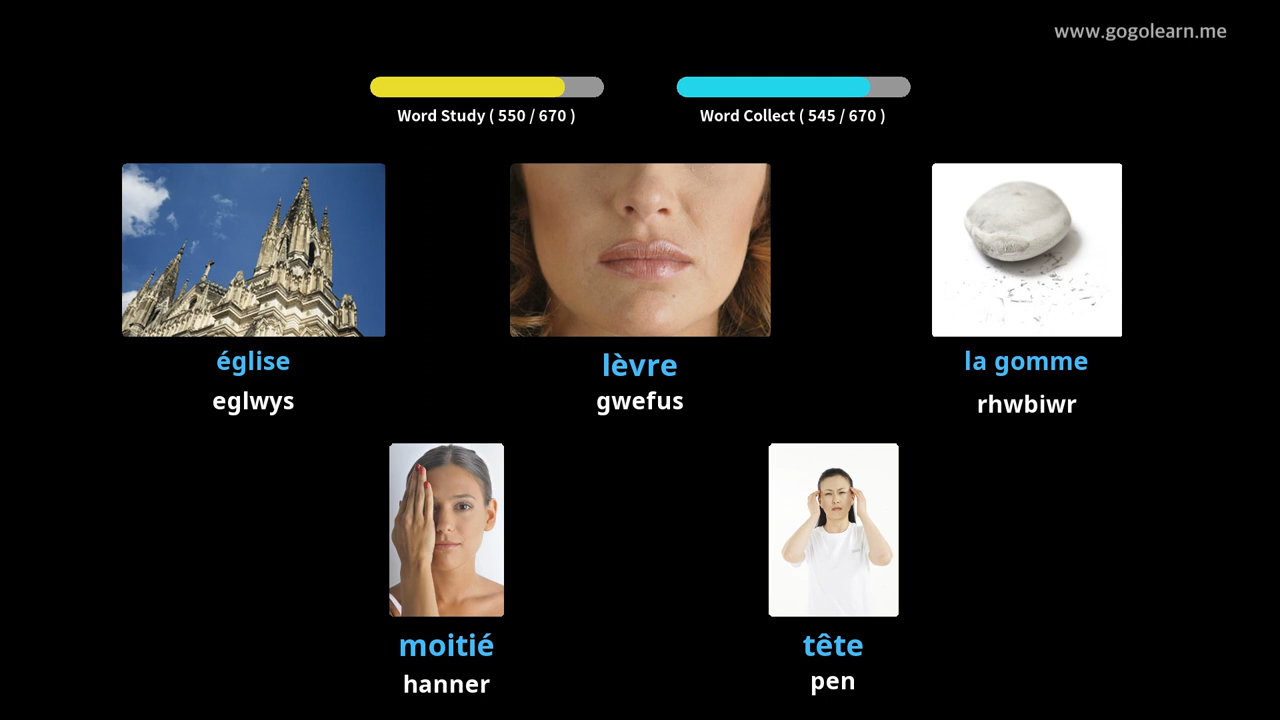 www.gogolearn.me
Word Study ( 550 / 670 )
Word Collect ( 545 / 670 )
église
eglwys
lèvre
gwefus
la gomme
rhwbiwr
moitié
hanner
tête
pen